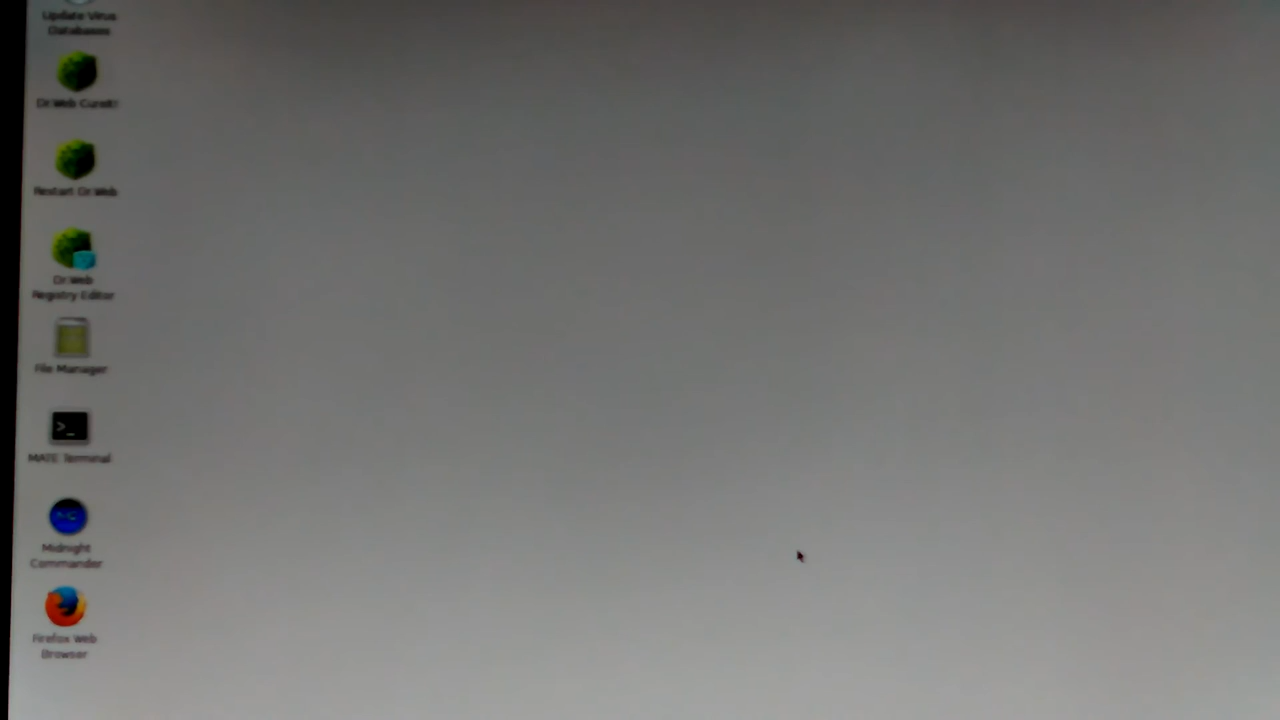 Update Virus
Databases
Dr.Web CureIt!
Restart Dr.Web
Dr.Web
Registry Editor
File Manager
>_
MATE Terminal
Midnight
Commander
Firefox Web
Browser